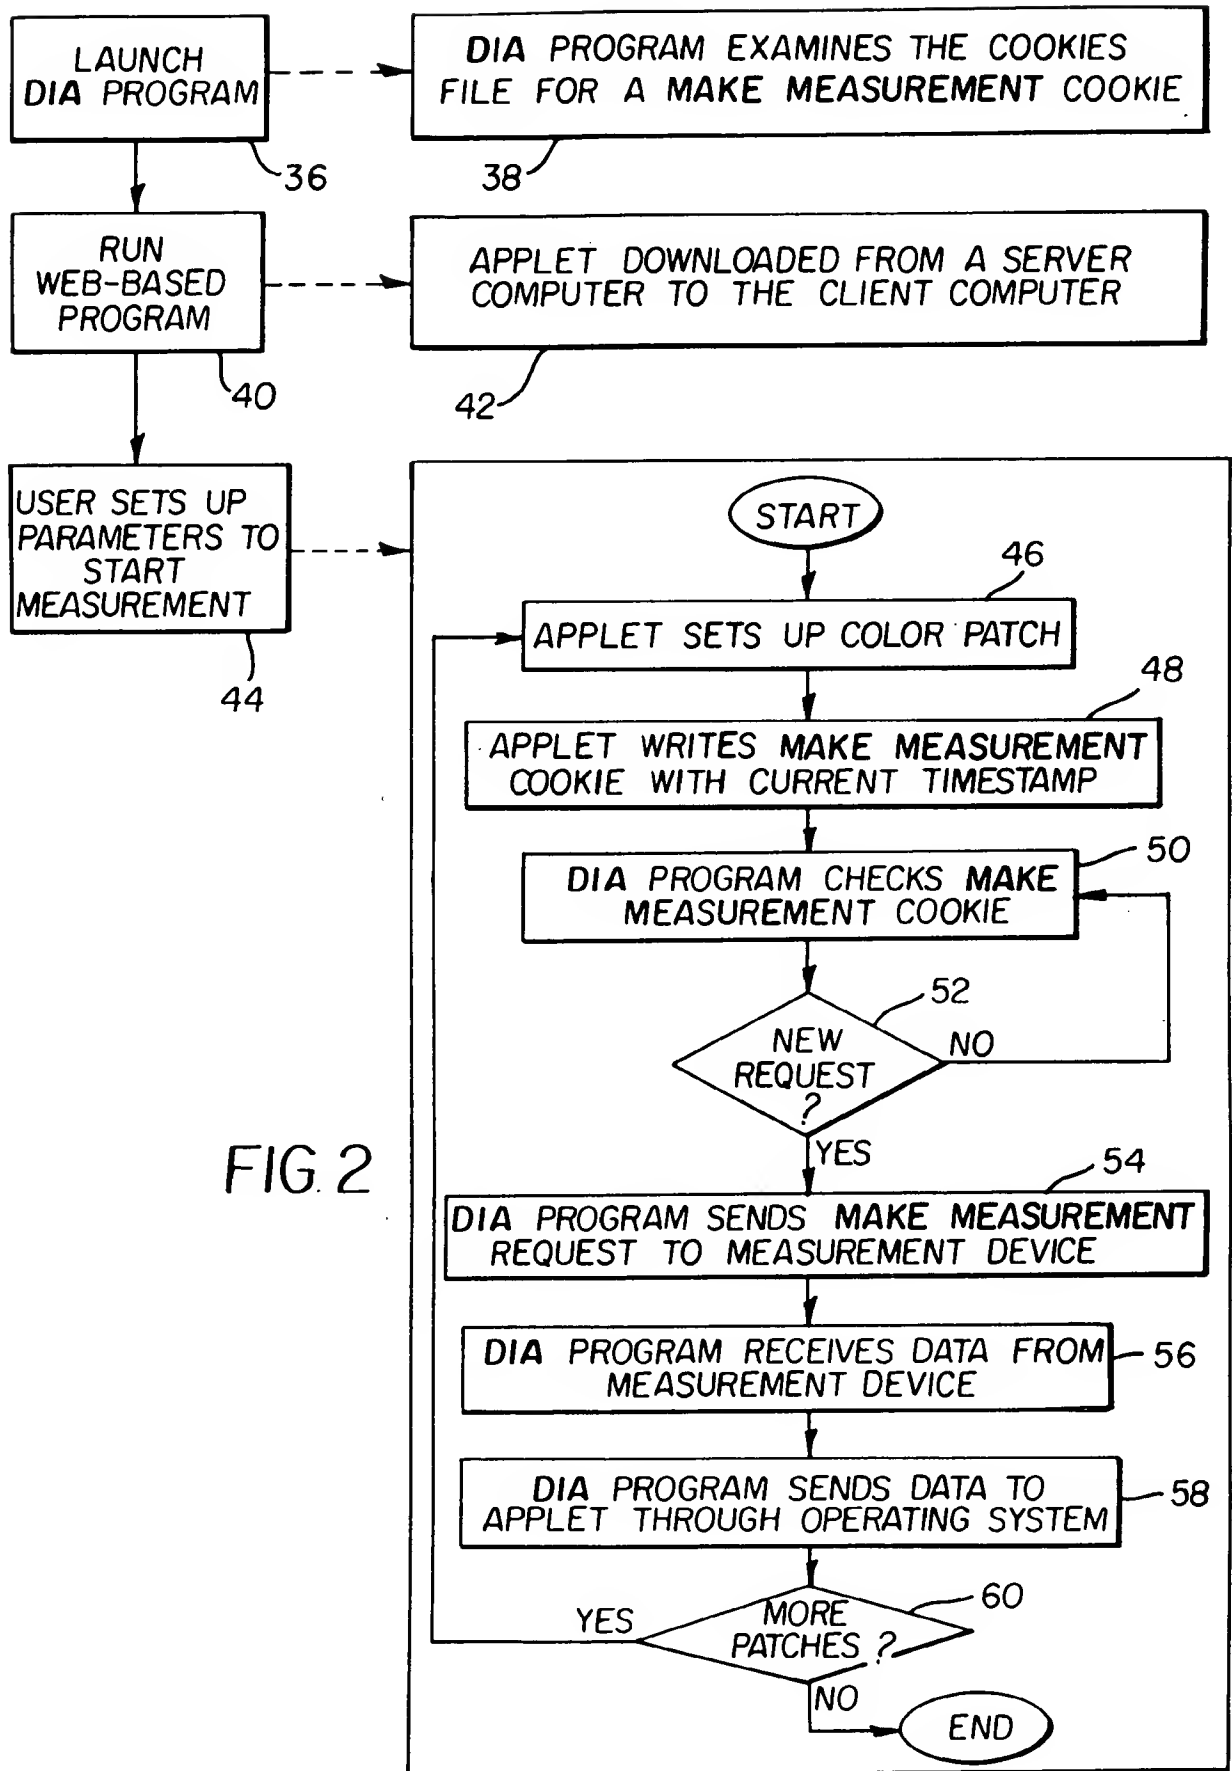 LAUNCH
DIA PROGRAM
36
DIA PROGRAM EXAMINES THE COOKIES
FILE FOR A MAKE MEASUREMENT COOKIE
38
RUN
WEB-BASED
PROGRAM
40
APPLET DOWNLOADED FROM A SERVER
COMPUTER TO THE CLIENT COMPUTER
42
USER SETS UP
PARAMETERS TO
START
MEASUREMENT
44
START
46
APPLET SETS UP COLOR PATCH
48
APPLET WRITES MAKE MEASUREMENT
COOKIE WITH CURRENT TIMESTAMP
50
DIA PROGRAM CHECKS MAKE
MEASUREMENT COOKIE
52
NEW
REQUEST
?
NO
YES
FIG. 2
54
DIA PROGRAM SENDS MAKE MEASUREMENT
REQUEST TO MEASUREMENT DEVICE
DIA PROGRAM RECEIVES DATA FROM
MEASUREMENT DEVICE
56
DIA PROGRAM SENDS DATA TO
APPLET THROUGH OPERATING SYSTEM
58
60
YES
MORE
PATCHES ?
NO
END